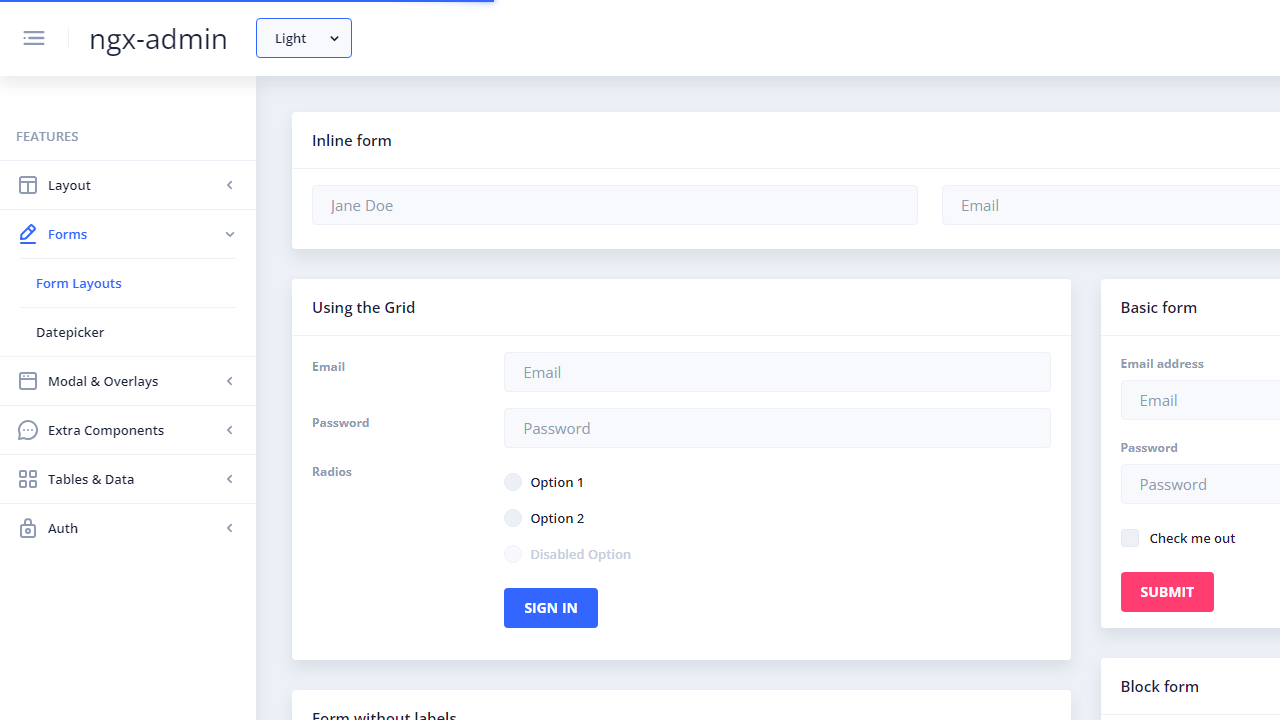 ngx-admin
Light
FEATURES
Layout
Forms
Form Layouts
Datepicker
Modal & Overlays
Extra Components
Tables & Data
Auth
Inline form
Jane Doe
Email
Using the Grid
Email
Email
Password
Password
Radios
Option 1
Option 2
Disabled Option
SIGN IN
Basic form
Email address
Email
Password
Password
Check me out
SUBMIT
Form without labels
Block form